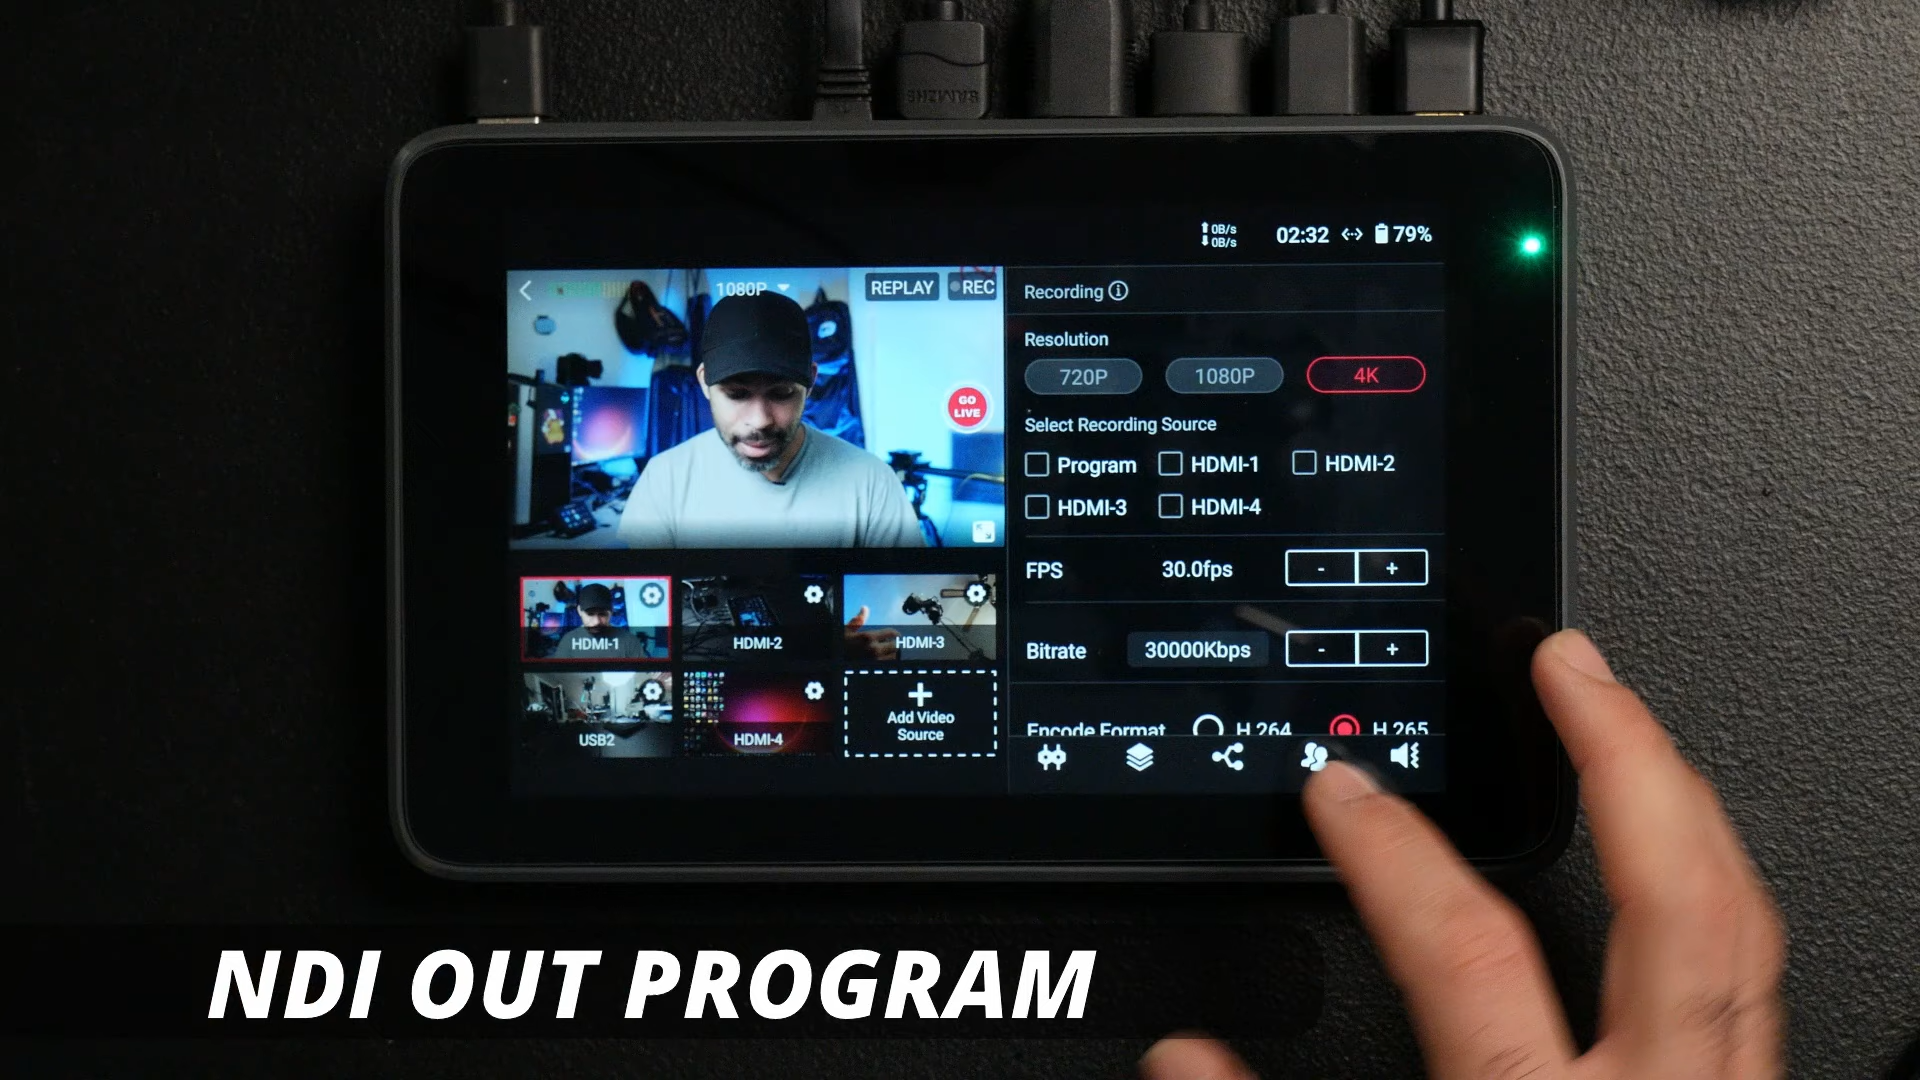 SAMZHE
0B/s
0B/s
02:32
79%
1080P
REPLAY
REC
GO
LIVE
Recording
Resolution
720P
1080P
4K
Select Recording Source
Program
HDMI-1
HDMI-2
HDMI-3
HDMI-4
FPS
30.0fps
-
+
Bitrate
30000Kbps
-
+
Encode Format
H.264
H.265
HDMI-1
HDMI-2
HDMI-3
USB2
HDMI-4
Add Video
Source
NDI OUT PROGRAM